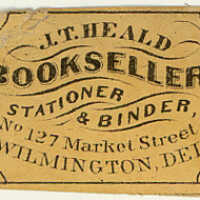 J.T. HEALD
BOOKSELLER
STATIONER
& BINDER,
No 127 Market Street
WILMINGTON, DEL